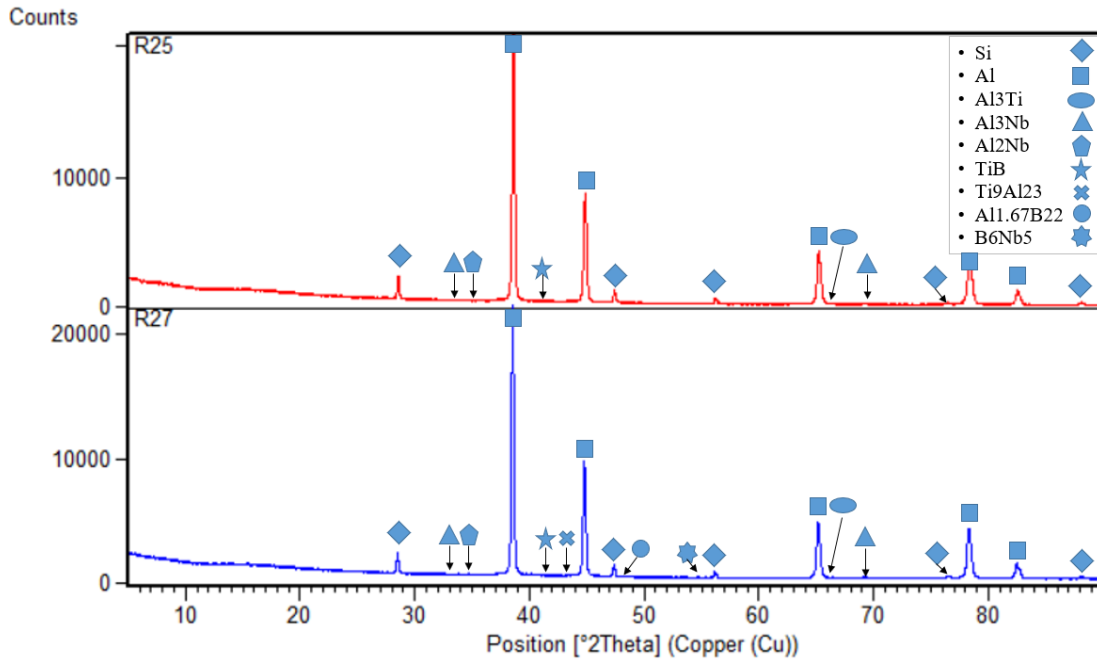 Counts
R25
10000
0
• Si
• Al
• Al3Ti
• Al3Nb
• Al2Nb
• TiB
• Ti9Al23
• Al1.67B22
• B6Nb5
R27
20000
10000
0
10 20 30 40 50 60 70 80
Position [°2Theta] (Copper (Cu))